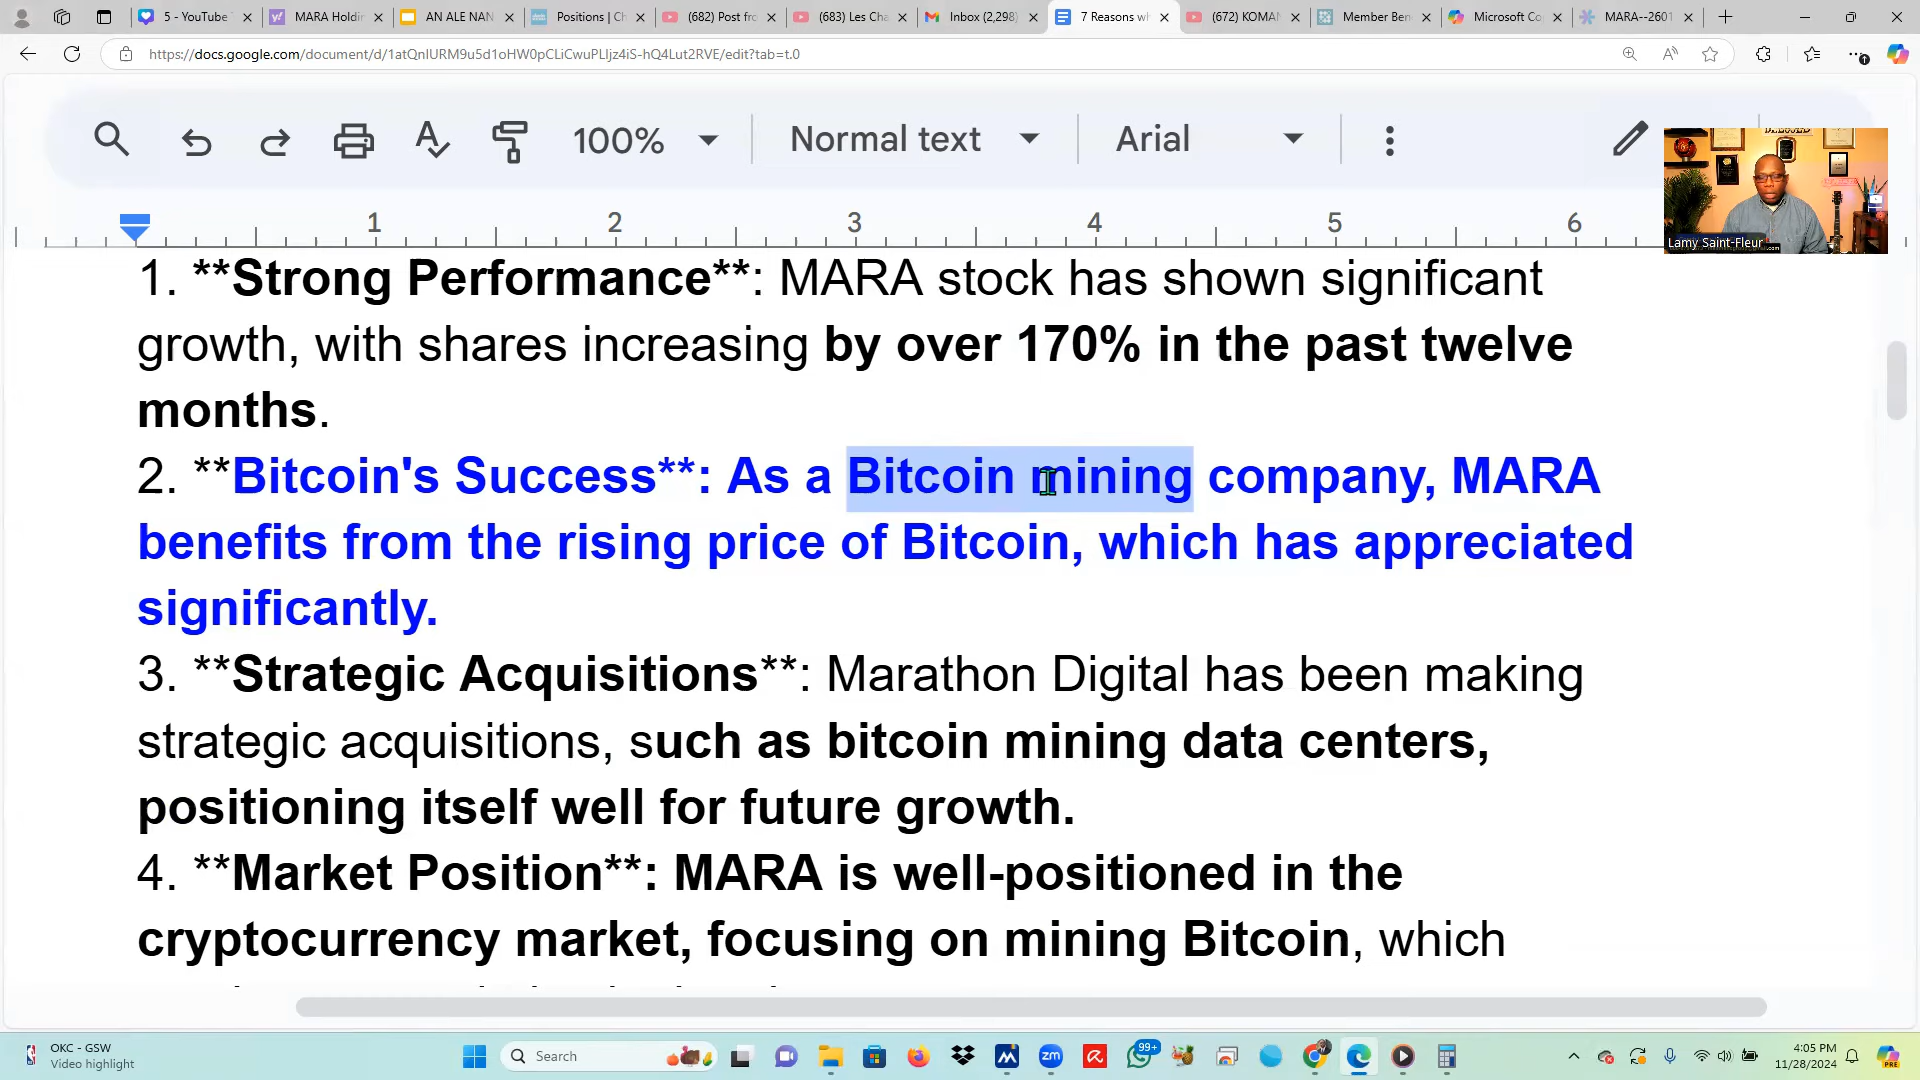 5 - YouTube
MARA Holdin
AN ALE NAN
Positions | Ch
(682) Post fro
(683) Les Cha
Inbox (2,298)
7 Reasons wh
(672) KOMAN
Member Ben
Microsoft Co
MARA--2601
https://docs.google.com/document/d/1atQnIURM9u5d1oHW0pCLiCwuPLljz4iS-hQ4Lut2RVE/edit?tab=t.0
100%
Normal text
Arial
Lamy Saint-Fleur
1 2 3 4 5 6
1. **Strong Performance**: MARA stock has shown significant
growth, with shares increasing by over 170% in the past twelve
months.
2. **Bitcoin's Success**: As a Bitcoin mining company, MARA
benefits from the rising price of Bitcoin, which has appreciated
significantly.
3. **Strategic Acquisitions**: Marathon Digital has been making
strategic acquisitions, such as bitcoin mining data centers,
positioning itself well for future growth.
4. **Market Position**: MARA is well-positioned in the
cryptocurrency market, focusing on mining Bitcoin, which
OKC - GSW
Video highlight
Search
99+
zm
4:05 PM
11/28/2024
PRE